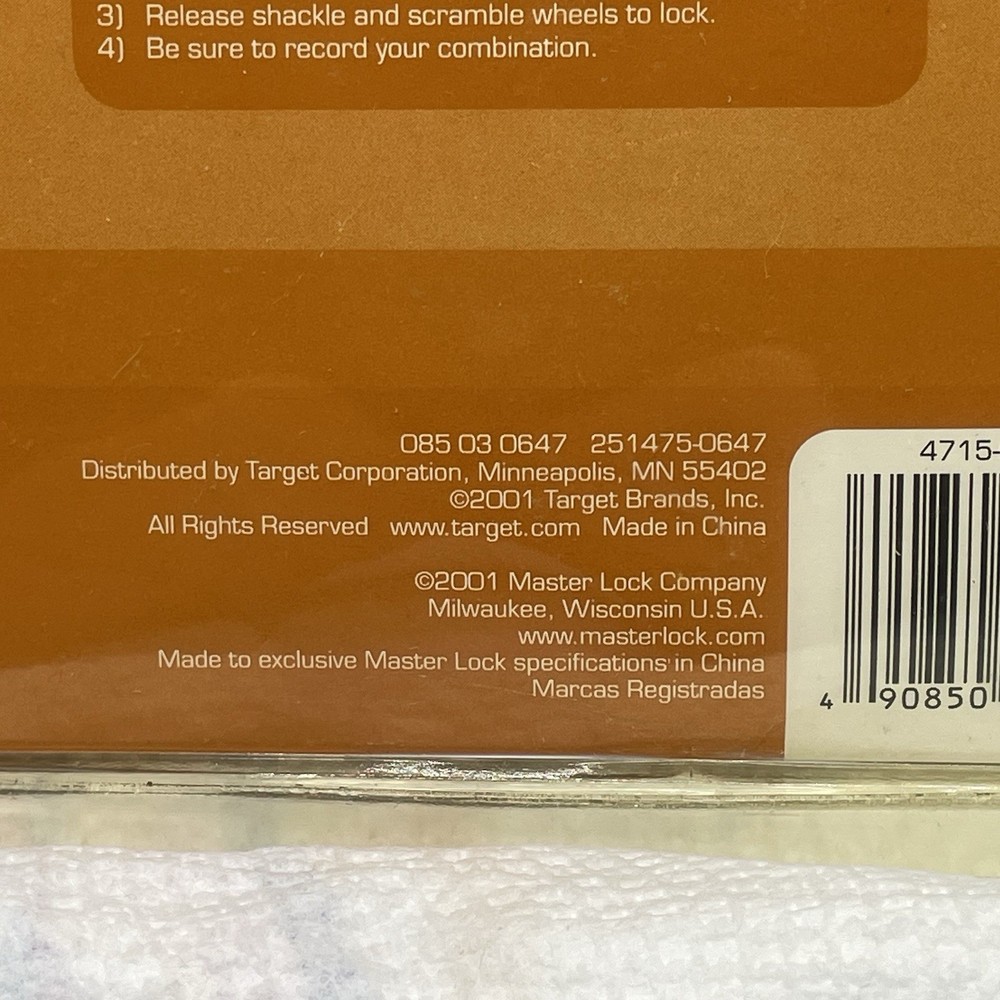 3) Release shackle and scramble wheels to lock.
4) Be sure to record your combination.
085 03 0647 251475-0647
Distributed by Target Corporation, Minneapolis, MN 55402
©2001 Target Brands, Inc.
All Rights Reserved www.target.com Made in China
©2001 Master Lock Company
Milwaukee, Wisconsin U.S.A.
www.masterlock.com
Made to exclusive Master Lock specifications in China
Marcas Registradas
4715-
4 90850